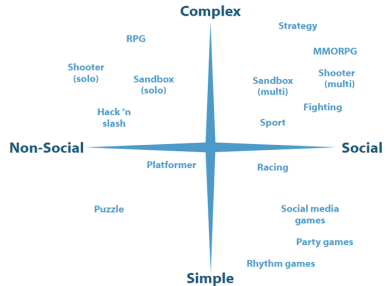 Complex
Strategy
RPG
MMORPG
Shooter
(solo)
Sandbox
(solo)
Sandbox
(multi)
Shooter
(multi)
Hack 'n
slash
Fighting
Sport
Non-Social
Social
Platformer
Racing
Puzzle
Social media
games
Party games
Rhythm games
Simple